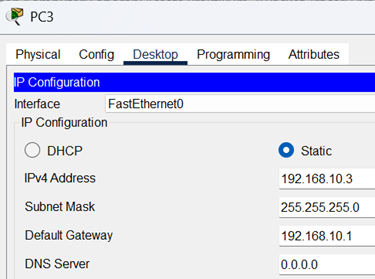 PC3
Physical Config Desktop Programming Attributes
IP Configuration
Interface FastEthernet0
IP Configuration
DHCP Static
IPv4 Address 192.168.10.3
Subnet Mask 255.255.255.0
Default Gateway 192.168.10.1
DNS Server 0.0.0.0